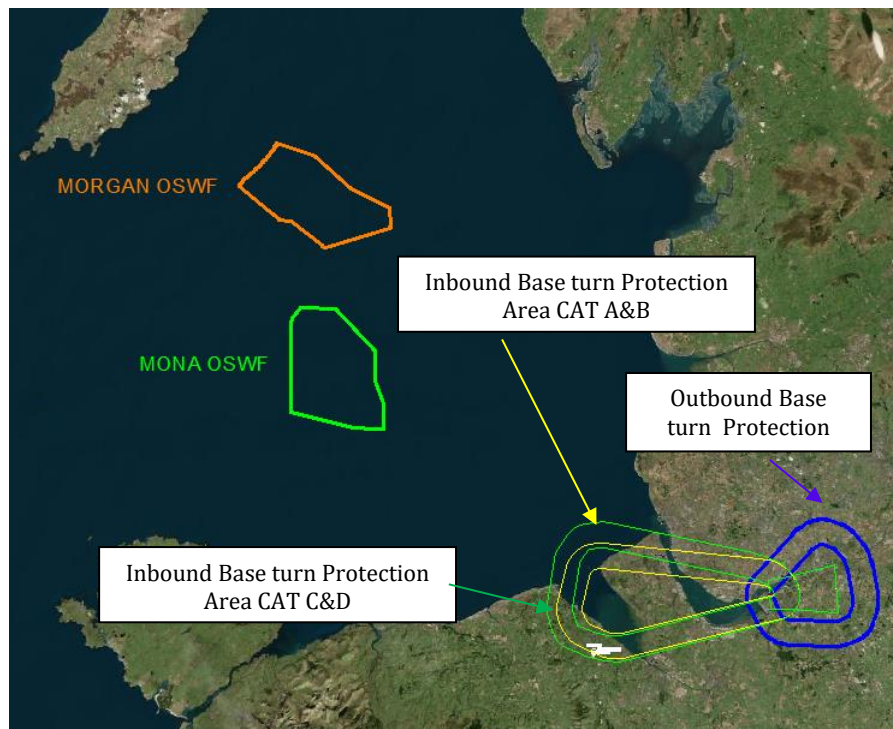 MORGAN OSWF
Inbound Base turn Protection
Area CAT A&B
MONA OSWF
Outbound Base
turn Protection
Inbound Base turn Protection
Area CAT C&D